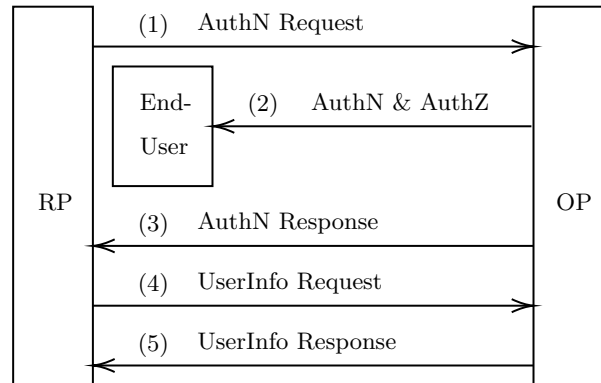 (1) AuthN Request
End-
User
(2) AuthN & AuthZ
RP
OP
(3) AuthN Response
(4) UserInfo Request
(5) UserInfo Response